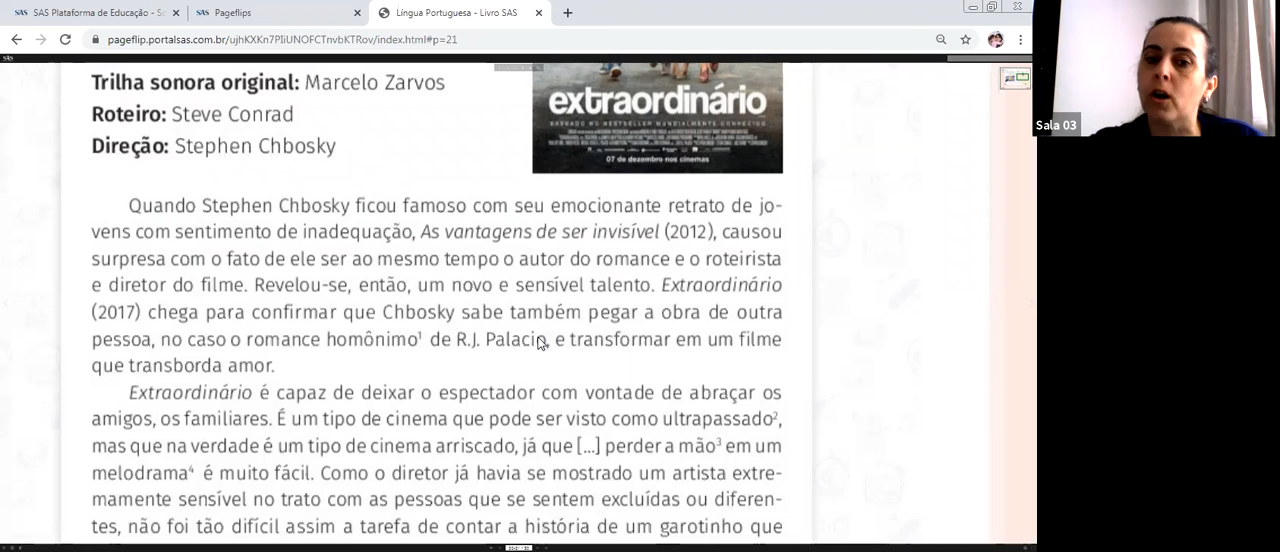 SAS Plataforma de Educação - So
Pageflips
Língua Portuguesa - Livro SAS
pageflip.portalsas.com.br/ujhKXKn7PIiUNOFCTnvbKTRov/index.html#p=21
SAS
Trilha sonora original: Marcelo Zarvos
Roteiro: Steve Conrad
Direção: Stephen Chbosky
extraordinário
BASEADO NO BESTSELLER MUNDIALMENTE CONHECIDO
07 de dezembro nos cinemas
Quando Stephen Chbosky ficou famoso com seu emocionante retrato de jo-
vens com sentimento de inadequação, As vantagens de ser invisível (2012), causou
surpresa com o fato de ele ser ao mesmo tempo o autor do romance e o roteirista
e diretor do filme. Revelou-se, então, um novo e sensível talento. Extraordinário
(2017) chega para confirmar que Chbosky sabe também pegar a obra de outra
pessoa, no caso o romance homônimo¹ de R.J. Palacio, e transformar em um filme
que transborda amor.
Extraordinário é capaz de deixar o espectador com vontade de abraçar os
amigos, os familiares. É um tipo de cinema que pode ser visto como ultrapassado²,
mas que na verdade é um tipo de cinema arriscado, já que [...] perder a mão³ em um
melodrama⁴ é muito fácil. Como o diretor já havia se mostrado um artista extre-
mamente sensível no trato com as pessoas que se sentem excluídas ou diferen-
tes, não foi tão difícil assim a tarefa de contar a história de um garotinho que
Sala 03